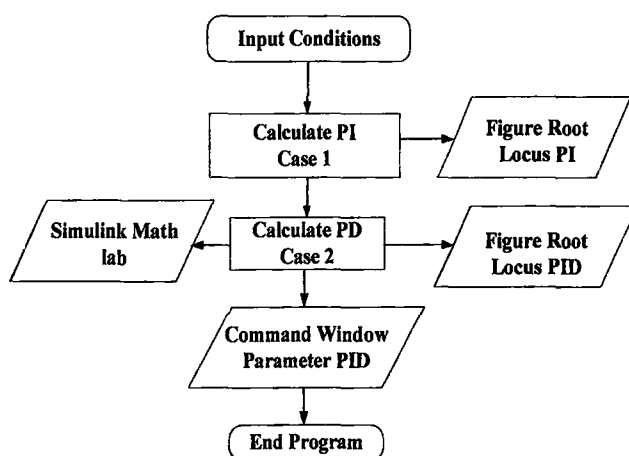 Input Conditions
Calculate PI
Case 1
Figure Root
Locus PI
Simulink Math
lab
Calculate PD
Case 2
Figure Root
Locus PID
Command Window
Parameter PID
End Program